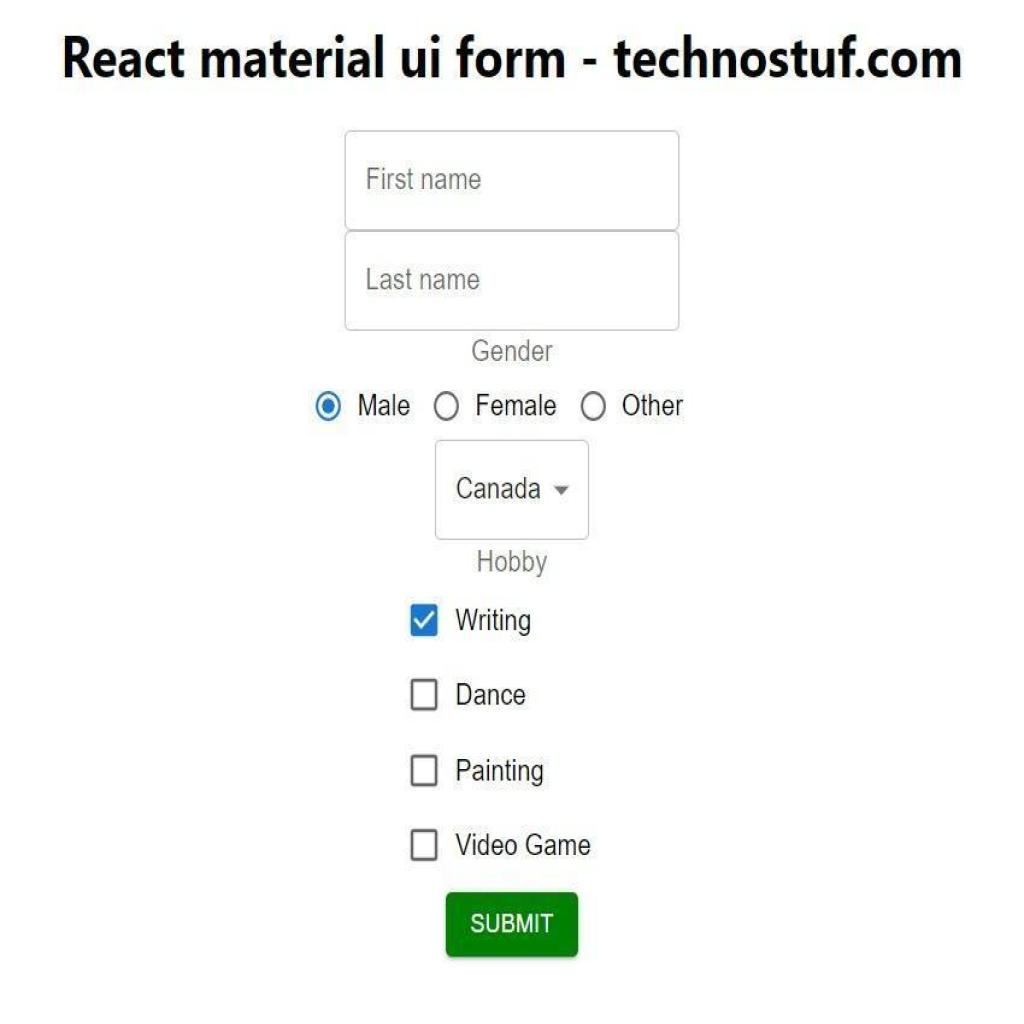 React material ui form - technostuf.com
First name
Last name
Gender
Male Female Other
Canada
Hobby
Writing
Dance
Painting
Video Game
SUBMIT